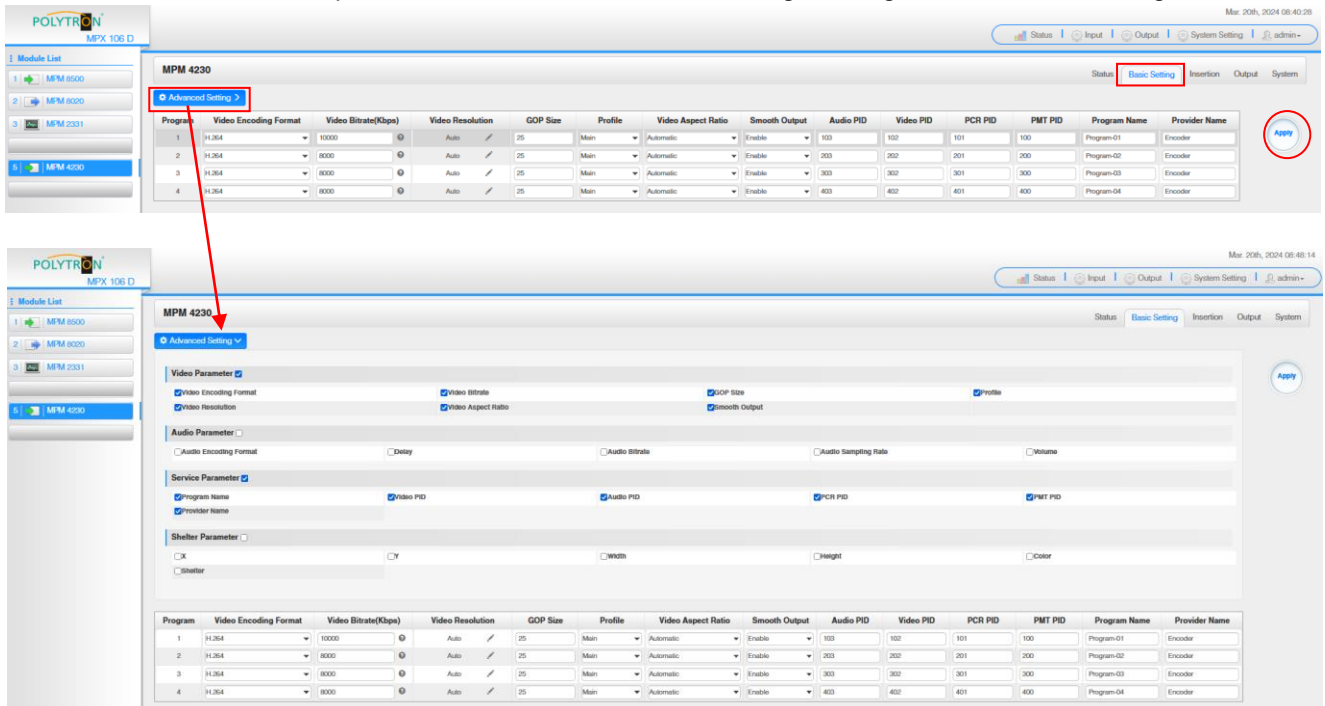 Mar. 20th, 2024 08:40:28
POLYTRON
MPX 106 D
Status | Input | Output | System Setting | admin
Module List
1 MPM 8500
2 MPM 8020
3 MPM 2331
5 MPM 4230
MPM 4230
Status Basic Setting Insertion Output System
Advanced Setting >
Apply
Program Video Encoding Format Video Bitrate(Kbps) Video Resolution GOP Size Profile Video Aspect Ratio Smooth Output Audio PID Video PID PCR PID PMT PID Program Name Provider Name
1 H.264 10000 Auto 25 Main Automatic Enable 103 102 101 100 Program-01 Encoder
2 H.264 8000 Auto 25 Main Automatic Enable 203 202 201 200 Program-02 Encoder
3 H.264 8000 Auto 25 Main Automatic Enable 303 302 301 300 Program-03 Encoder
4 H.264 8000 Auto 25 Main Automatic Enable 403 402 401 400 Program-04 Encoder
Mar. 20th, 2024 08:48:14
POLYTRON
MPX 106 D
Status | Input | Output | System Setting | admin
Module List
1 MPM 8500
2 MPM 8020
3 MPM 2331
5 MPM 4230
MPM 4230
Status Basic Setting Insertion Output System
Advanced Setting
Apply
Video Parameter
Video Encoding Format Video Bitrate GOP Size Profile
Video Resolution Video Aspect Ratio Smooth Output
Audio Parameter
Audio Encoding Format Delay Audio Bitrate Audio Sampling Rate Volume
Service Parameter
Program Name Video PID Audio PID PCR PID PMT PID
Provider Name
Shelter Parameter
X Y Width Height Color
Shelter
Program Video Encoding Format Video Bitrate(Kbps) Video Resolution GOP Size Profile Video Aspect Ratio Smooth Output Audio PID Video PID PCR PID PMT PID Program Name Provider Name
1 H.264 10000 Auto 25 Main Automatic Enable 103 102 101 100 Program-01 Encoder
2 H.264 8000 Auto 25 Main Automatic Enable 203 202 201 200 Program-02 Encoder
3 H.264 8000 Auto 25 Main Automatic Enable 303 302 301 300 Program-03 Encoder
4 H.264 8000 Auto 25 Main Automatic Enable 403 402 401 400 Program-04 Encoder